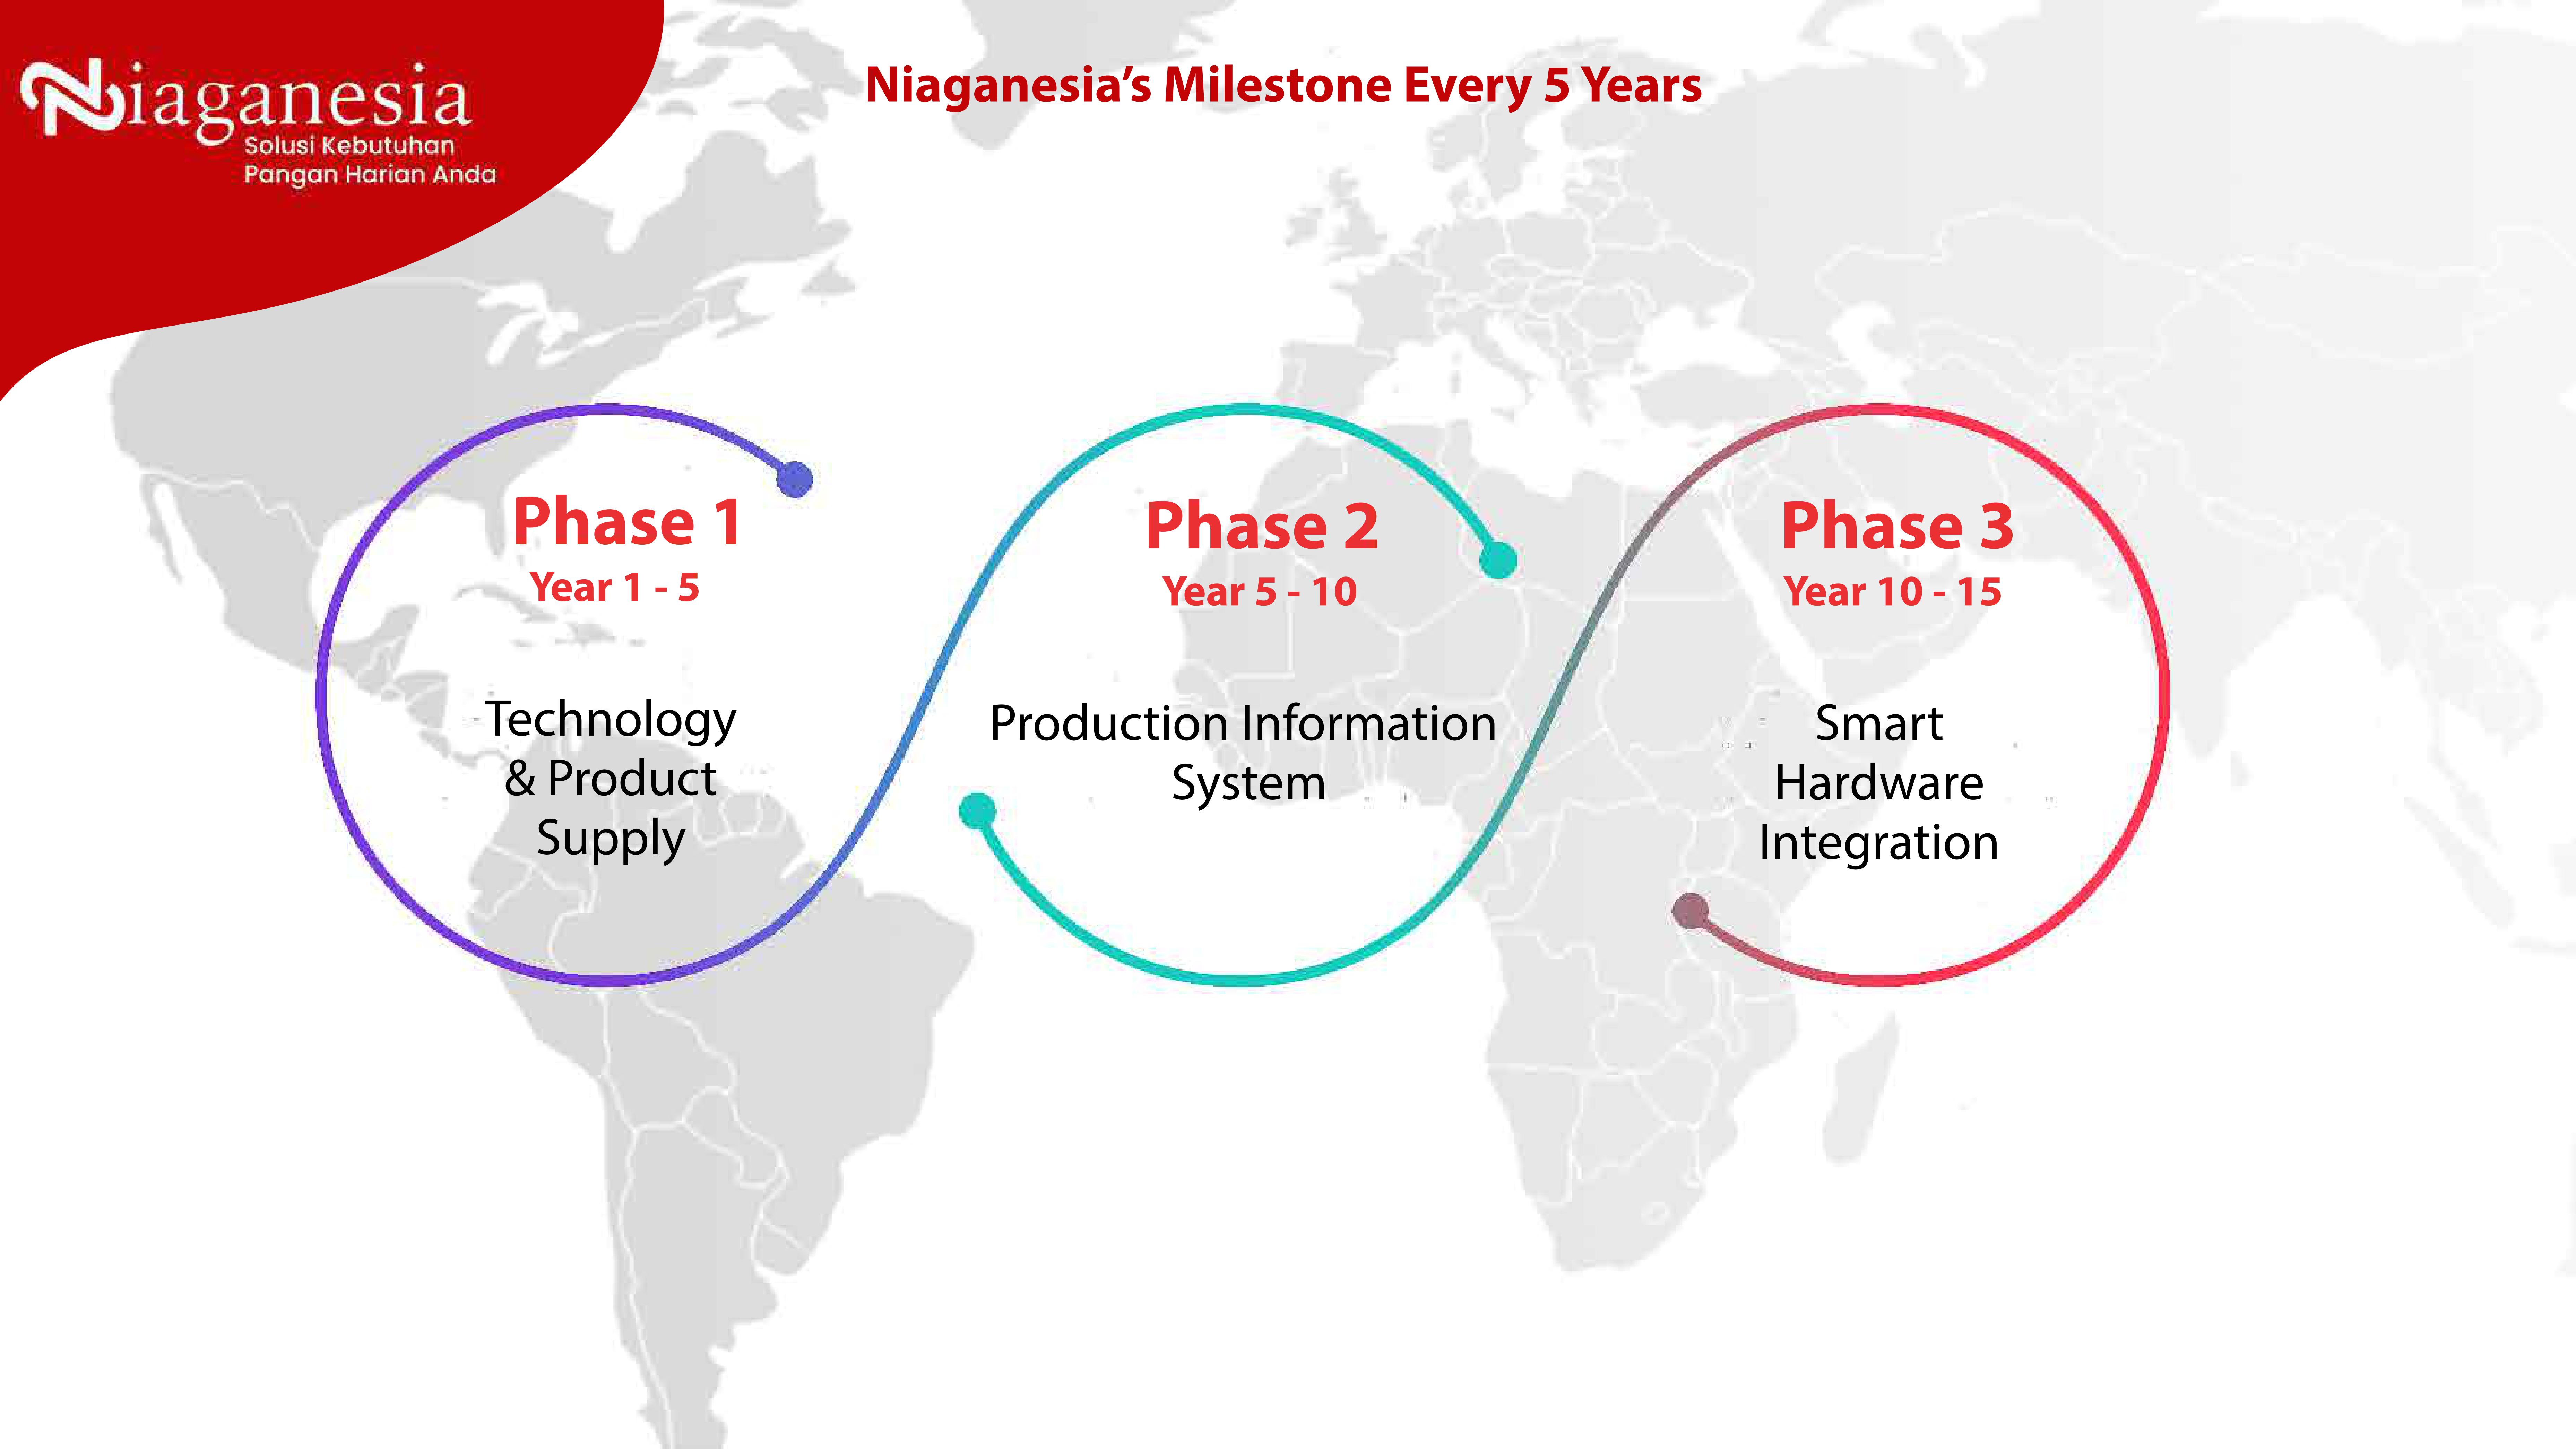 Niaganesia
Solusi Kebutuhan
Pangan Harian Anda
Niaganesia’s Milestone Every 5 Years
Phase 1
Year 1 - 5
Technology
& Product
Supply
Phase 2
Year 5 - 10
Production Information
System
Phase 3
Year 10 - 15
Smart
Hardware
Integration